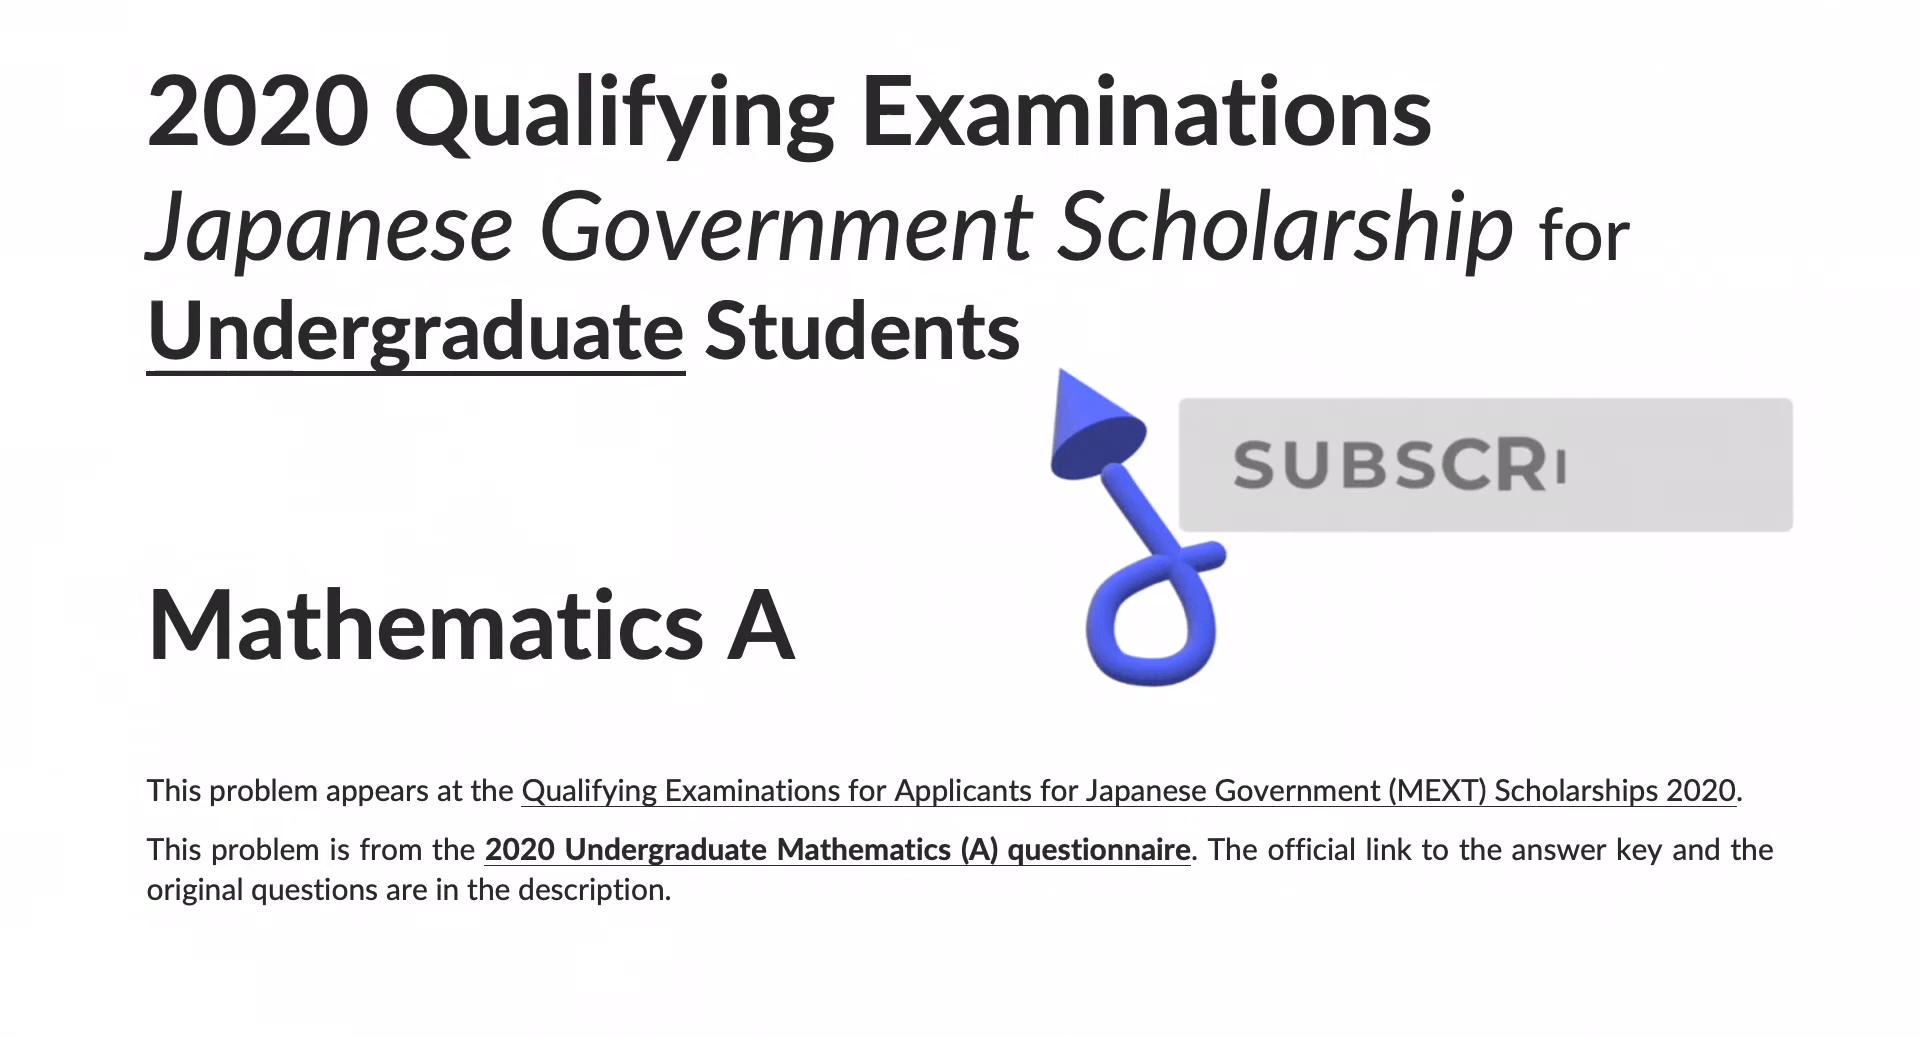 2020 Qualifying Examinations
Japanese Government Scholarship for
Undergraduate Students
SUBSCRI
Mathematics A
This problem appears at the Qualifying Examinations for Applicants for Japanese Government (MEXT) Scholarships 2020.
This problem is from the 2020 Undergraduate Mathematics (A) questionnaire. The official link to the answer key and the
original questions are in the description.